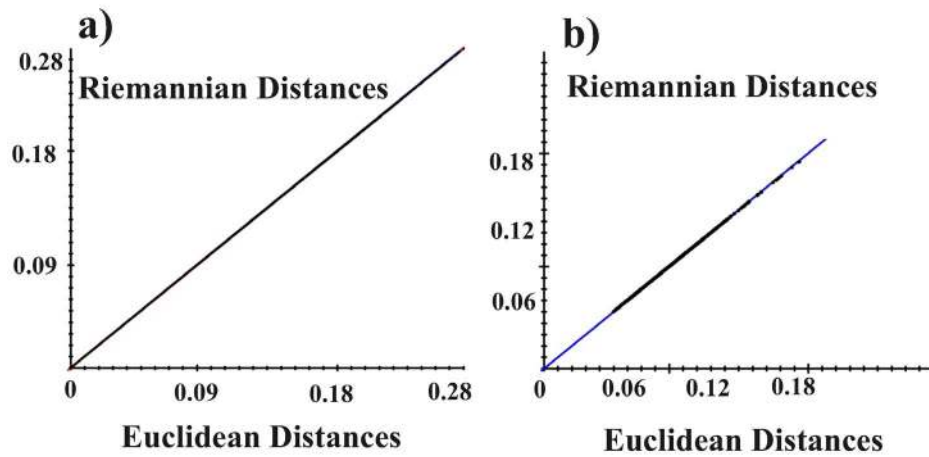 a)
0.28
Riemannian Distances
0.18
0.09
0
0.09
0.18
0.28
Euclidean Distances
b)
Riemannian Distances
0.18
0.12
0.06
0
0.06
0.12
0.18
Euclidean Distances